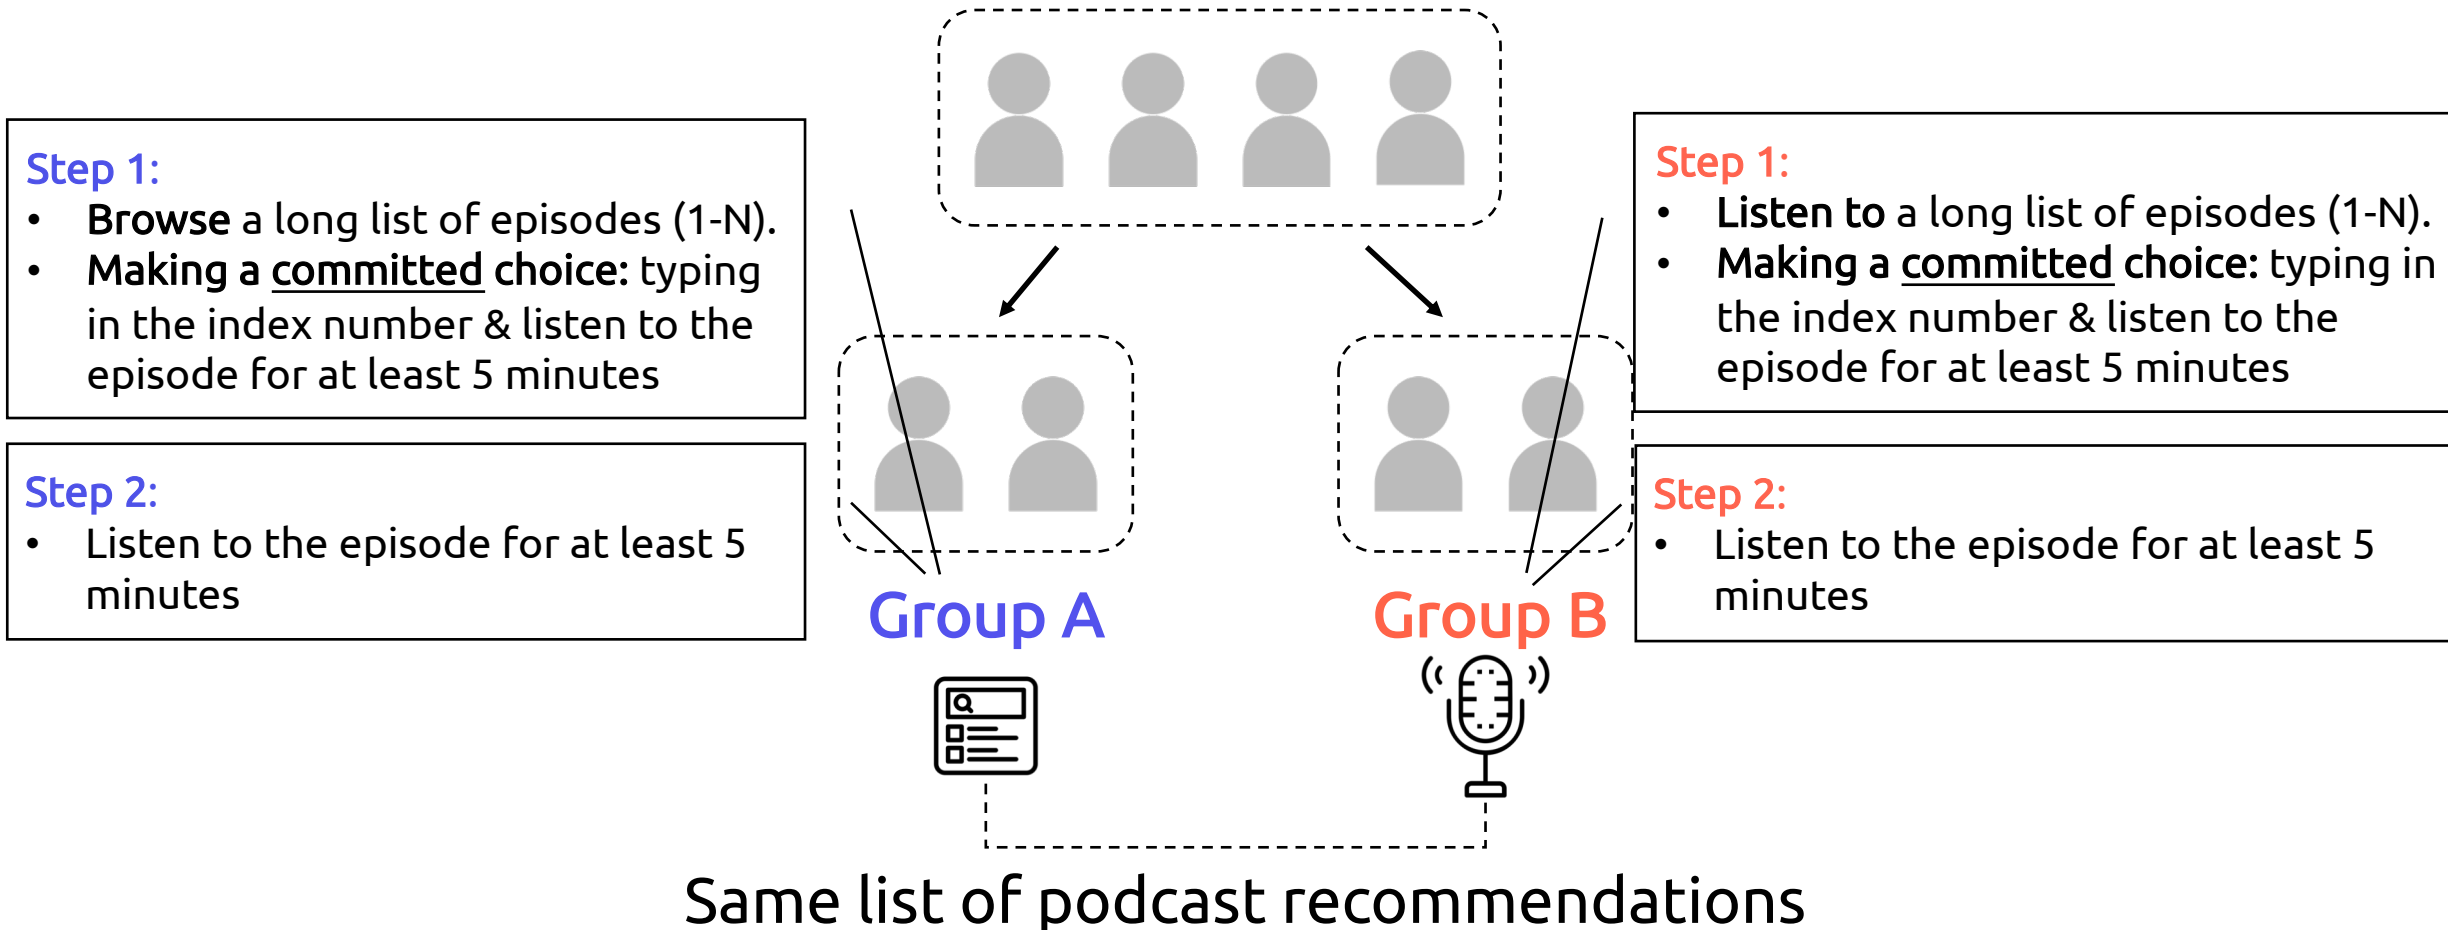 Step 1:
• Browse a long list of episodes (1-N).
• Making a committed choice: typing
in the index number & listen to the
episode for at least 5 minutes
Step 2:
• Listen to the episode for at least 5
minutes
Group A
Step 1:
• Listen to a long list of episodes (1-N).
• Making a committed choice: typing in
the index number & listen to the
episode for at least 5 minutes
Step 2:
• Listen to the episode for at least 5
minutes
Group B
Same list of podcast recommendations